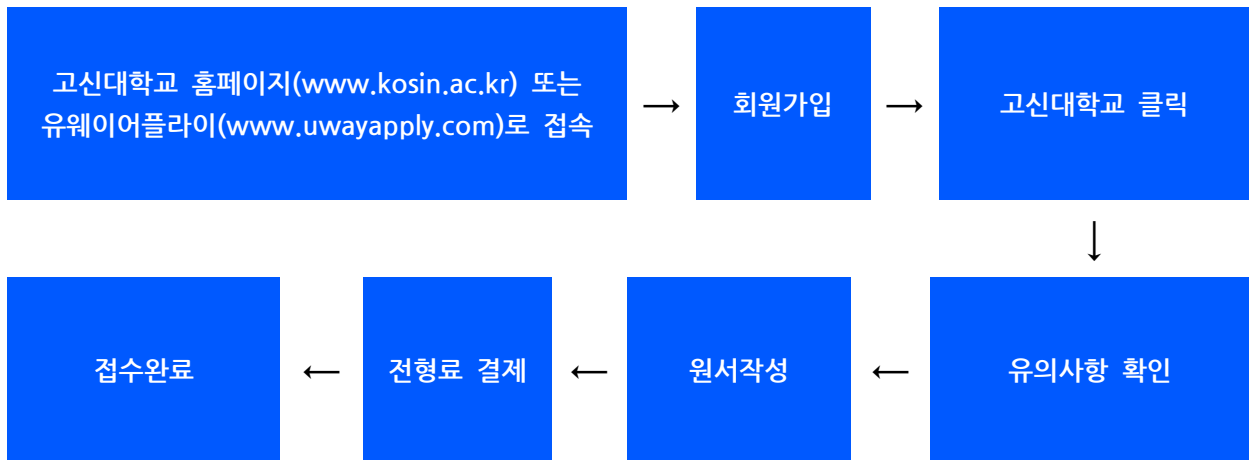 고신대학교 홈페이지(www.kosin.ac.kr) 또는
유웨이어플라이(www.uwayapply.com)로 접속
→
회원가입
→
고신대학교 클릭
↓
유의사항 확인
←
원서작성
←
전형료 결제
←
접수완료